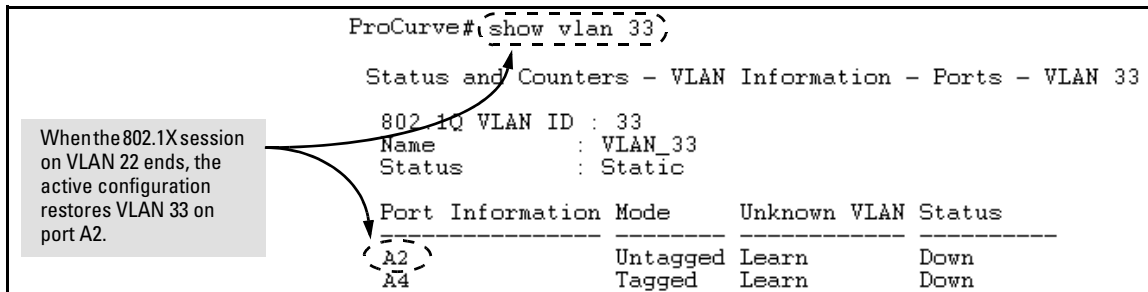 ProCurve# show vlan 33
Status and Counters - VLAN Information - Ports - VLAN 33
802.1Q VLAN ID : 33
Name : VLAN_33
Status : Static
When the 802.1X session
on VLAN 22 ends, the
active configuration
restores VLAN 33 on
port A2.
Port Information Mode Unknown VLAN Status
---------------- -------- ------------ ----------
A2 Untagged Learn Down
A4 Tagged Learn Down